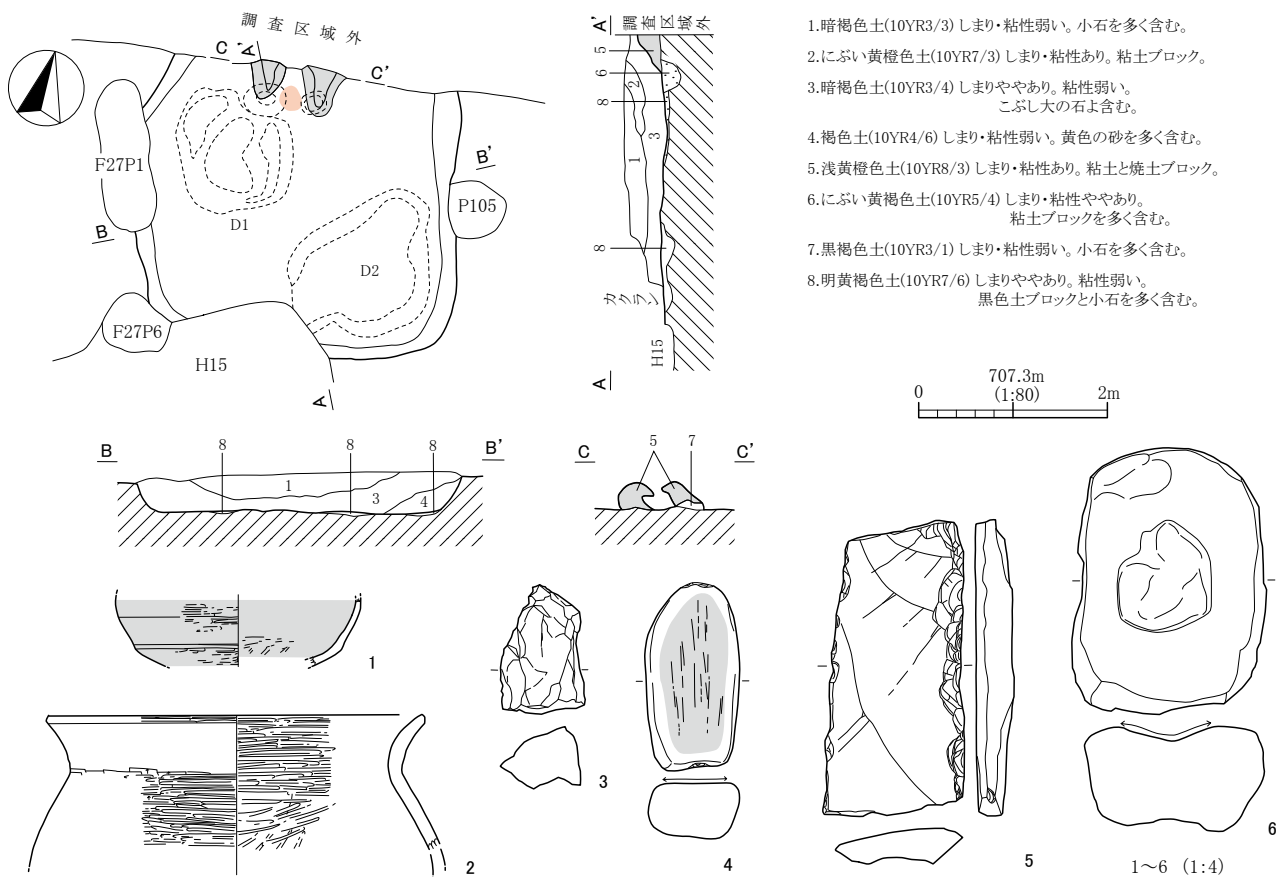 調査区域外
C
A'
C'
F27P1
B'
P105
B
D1
D2
F27P6
H15
A
A'
調査区域外
5
6
2
8
3
1
8
カクラン
H15
A
1.暗褐色土(10YR3/3) しまり・粘性弱い。小石を多く含む。
2.にぶい黄橙色土(10YR7/3) しまり・粘性あり。粘土ブロック。
3.暗褐色土(10YR3/4) しまりややあり。粘性弱い。
こぶし大の石よ含む。
4.褐色土(10YR4/6) しまり・粘性弱い。黄色の砂を多く含む。
5.浅黄橙色土(10YR8/3) しまり・粘性あり。粘土と焼土ブロック。
6.にぶい黄褐色土(10YR5/4) しまり・粘性ややあり。
粘土ブロックを多く含む。
7.黒褐色土(10YR3/1) しまり・粘性弱い。小石を多く含む。
8.明黄褐色土(10YR7/6) しまりややあり。粘性弱い。
黒色土ブロックと小石を多く含む。
707.3m
0 (1:80) 2m
B 8 8 8 B'
1
3
4
C 5 7 C'
1
2
3
4
5
6
1～6 (1:4)